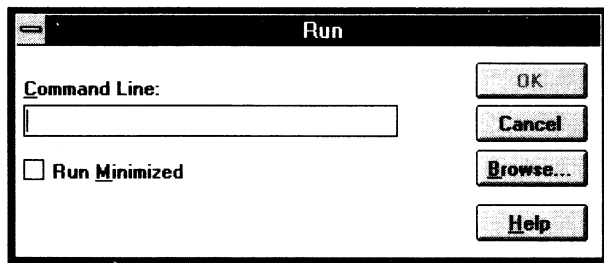 Run
Command Line:
OK
Cancel
Run Minimized
Browse...
Help